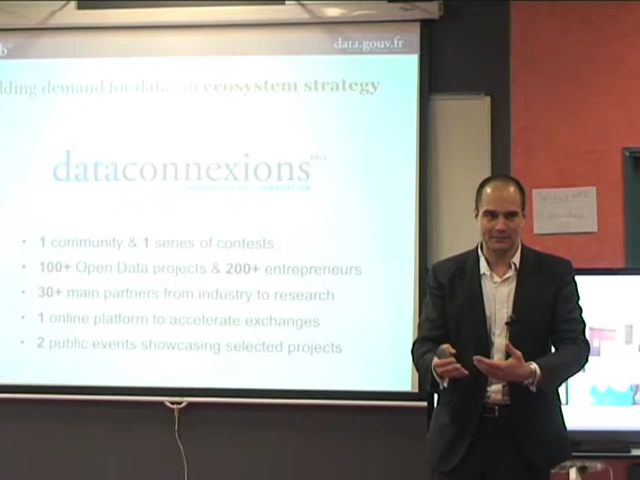 b
data.gouv.fr
lding demand for data: an ecosystem strategy
dataconnexions
• 1 community & 1 series of contests
• 100+ Open Data projects & 200+ entrepreneurs
• 30+ main partners from industry to research
• 1 online platform to accelerate exchanges
• 2 public events showcasing selected projects